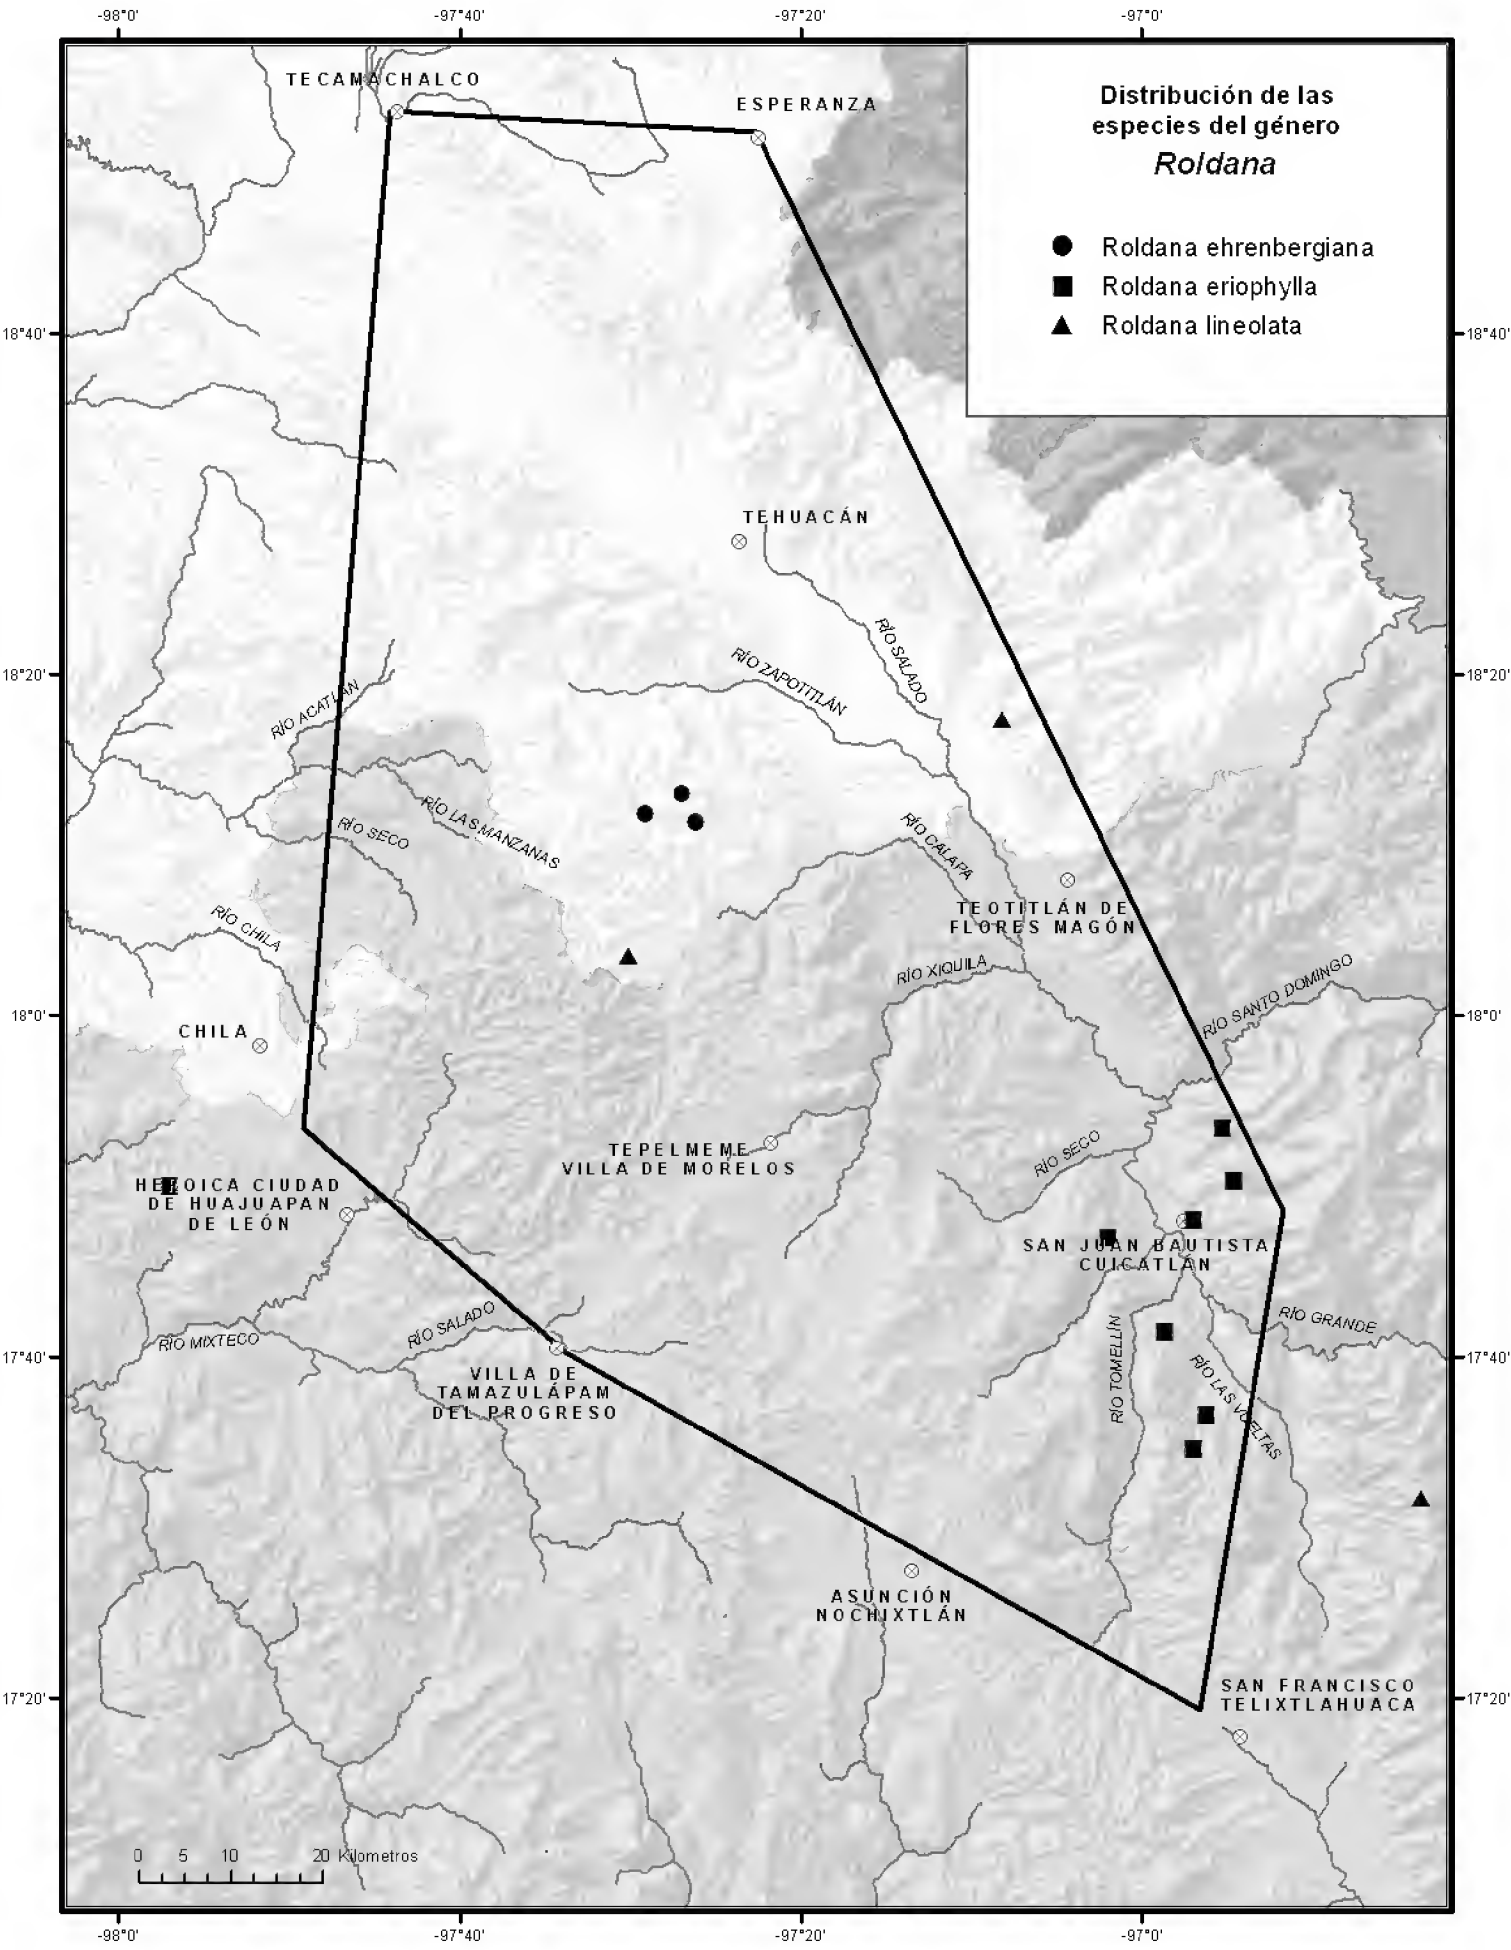 -98°0'
-97°40'
-97°20'
-97°0'
TECAMACHALCO
ESPERANZA
Distribución de las
especies del género
Roldana
Roldana ehrenbergiana
Roldana eriophylla
Roldana lineolata
18°40'
18°40'
TEHUACÁN
RÍO SALADO
RÍO ZAPOTITLÁN
18°20'
18°20'
RÍO ACATLÁN
RÍO LAS MANZANAS
RÍO SECO
RÍO CALAPA
TEOTITLÁN DE
FLORES MAGÓN
RÍO CHILA
RÍO XIQUILA
RÍO SANTO DOMINGO
18°0'
18°0'
CHILA
TEPELMEME
VILLA DE MORELOS
RÍO SECO
HEROICA CIUDAD
DE HUAJUAPAN
DE LEÓN
SAN JUAN BAUTISTA
CUICATLÁN
RÍO SALADO
RÍO MIXTECO
RÍO GRANDE
17°40'
17°40'
RÍO TOMELLÍN
RÍO LAS VUELTAS
VILLA DE
TAMAZULÁPAM
DEL PROGRESO
ASUNCIÓN
NOCHIXTLÁN
17°20'
17°20'
SAN FRANCISCO
TELIXTLAHUACA
0 5 10 20 Kilometros
-98°0'
-97°40'
-97°20'
-97°0'